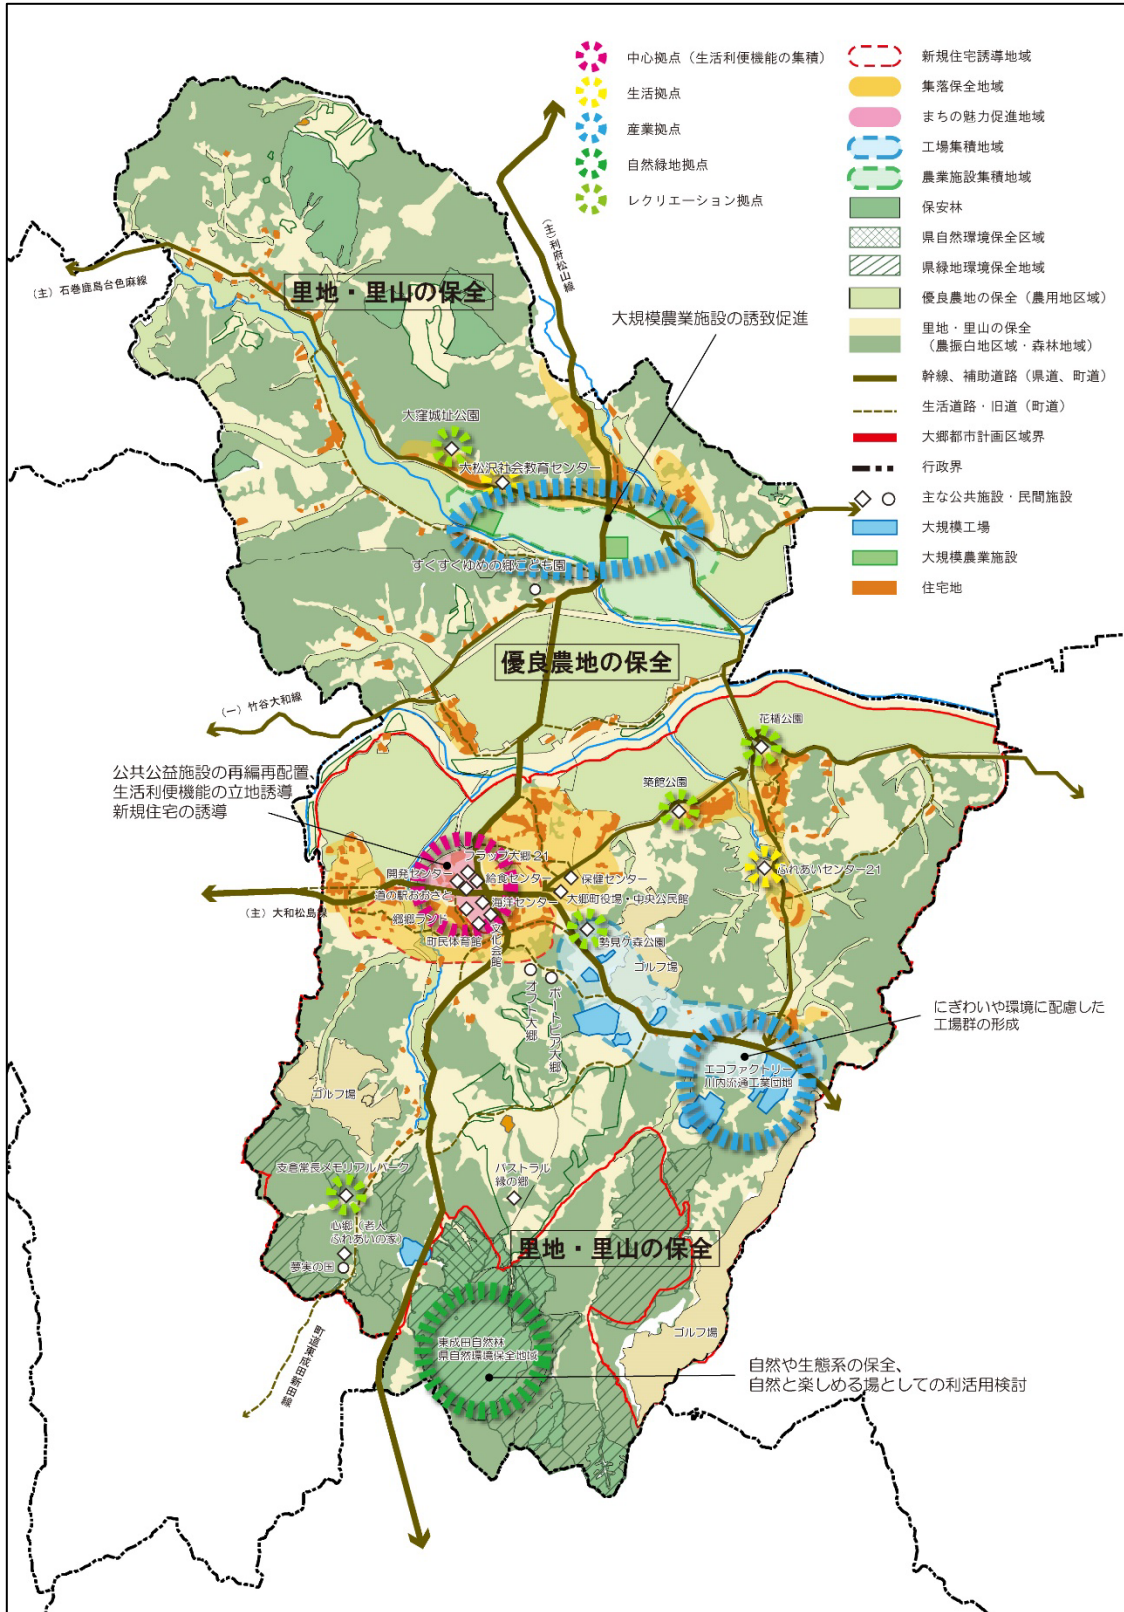 中心拠点（生活利便機能の集積）
生活拠点
産業拠点
自然緑地拠点
レクリエーション拠点
新規住宅誘導地域
集落保全地域
まちの魅力促進地域
工場集積地域
農業施設集積地域
保安林
県自然環境保全区域
県緑地環境保全地域
優良農地の保全（農用地区域）
里地・里山の保全
（農振白地区域・森林地域）
幹線、補助道路（県道、町道）
生活道路・旧道（町道）
大郷都市計画区域界
行政界
主な公共施設・民間施設
大規模工場
大規模農業施設
住宅地
（主）利府松山線
（主）石巻鹿島台色麻線
里地・里山の保全
大規模農業施設の誘致促進
大窪城址公園
大松沢社会教育センター
すくすくゆめの郷こども園
優良農地の保全
（一）竹谷大和線
花楯公園
築館公園
公共公益施設の再編再配置、
生活利便機能の立地誘導
新規住宅の誘導
フラップ大郷21
開発センター
給食センター
保健センター
ふれあいセンター21
道の駅おおさと
海洋センター
大郷町役場・中央公民館
（主）大和松島線
郷郷ランド
文化会館
町民体育館
勢見ケ森公園
ゴルフ場
オフト大郷
ボートピア大郷
にぎわいや環境に配慮した
工場群の形成
エコファクトリー
川内流通工業団地
ゴルフ場
支倉常長メモリアルパーク
パストラル
縁の郷
心郷（老人
ふれあいの家）
里地・里山の保全
夢実の国
町道東成田新田線
東成田自然林
県自然環境保全地域
ゴルフ場
自然や生態系の保全、
自然と楽しめる場としての利活用検討